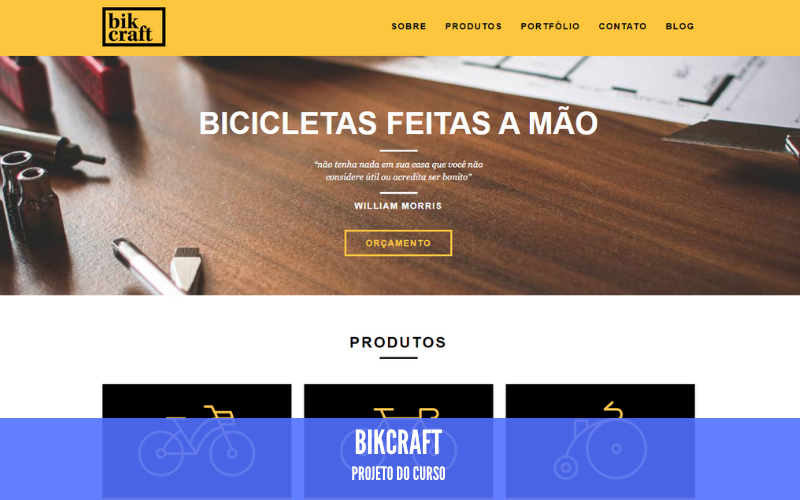 bik
craft
SOBRE PRODUTOS PORTFÓLIO CONTATO BLOG
BICICLETAS FEITAS A MÃO
“não tenha nada em sua casa que você não
considere útil ou acredita ser bonito”
WILLIAM MORRIS
ORÇAMENTO
PRODUTOS
BIKCRAFT
PROJETO DO CURSO